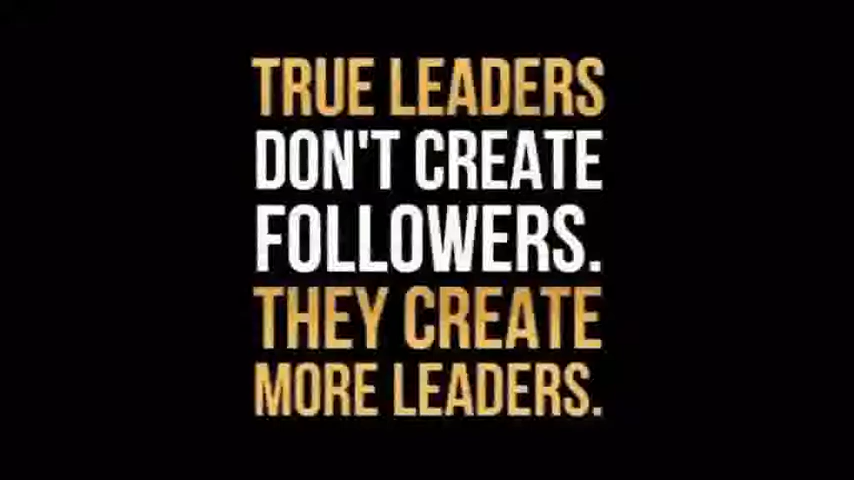 TRUE LEADERS
DON'T CREATE
FOLLOWERS.
THEY CREATE
MORE LEADERS.